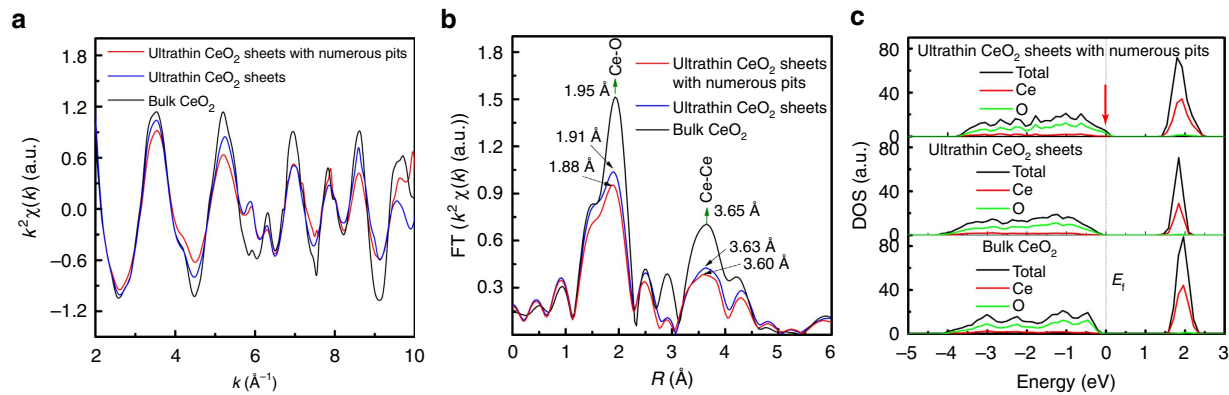 a
Ultrathin CeO₂ sheets with numerous pits
Ultrathin CeO₂ sheets
Bulk CeO₂
k²χ(k) (a.u.)
1.8
1.2
0.6
0.0
−0.6
−1.2
2
4
6
8
10
k (Å⁻¹)
b
Ultrathin CeO₂ sheets
with numerous pits
Ultrathin CeO₂ sheets
Bulk CeO₂
Ce-O
1.95 Å
1.91 Å
1.88 Å
Ce-Ce
3.65 Å
3.63 Å
3.60 Å
FT (k² χ(k) (a.u.))
1.8
1.5
1.2
0.9
0.6
0.3
0
1
2
3
4
5
6
R (Å)
c
DOS (a.u.)
80
Ultrathin CeO₂ sheets with numerous pits
Total
Ce
O
40
0
80
Ultrathin CeO₂ sheets
Total
Ce
O
40
0
80
Bulk CeO₂
Total
Ce
O
40
0
E_f
−5
−4
−3
−2
−1
0
1
2
3
Energy (eV)